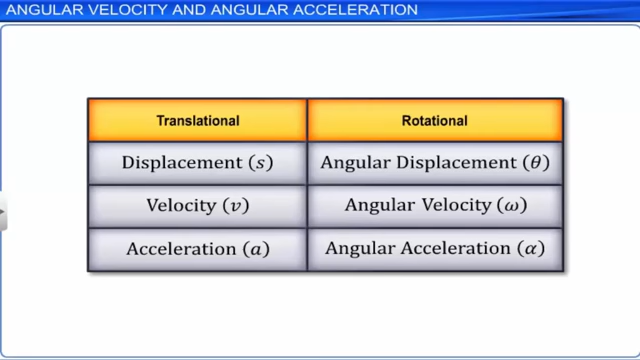 ANGULAR VELOCITY AND ANGULAR ACCELERATION
Translational Rotational
Displacement (s) Angular Displacement (θ)
Velocity (v) Angular Velocity (ω)
Acceleration (a) Angular Acceleration (α)